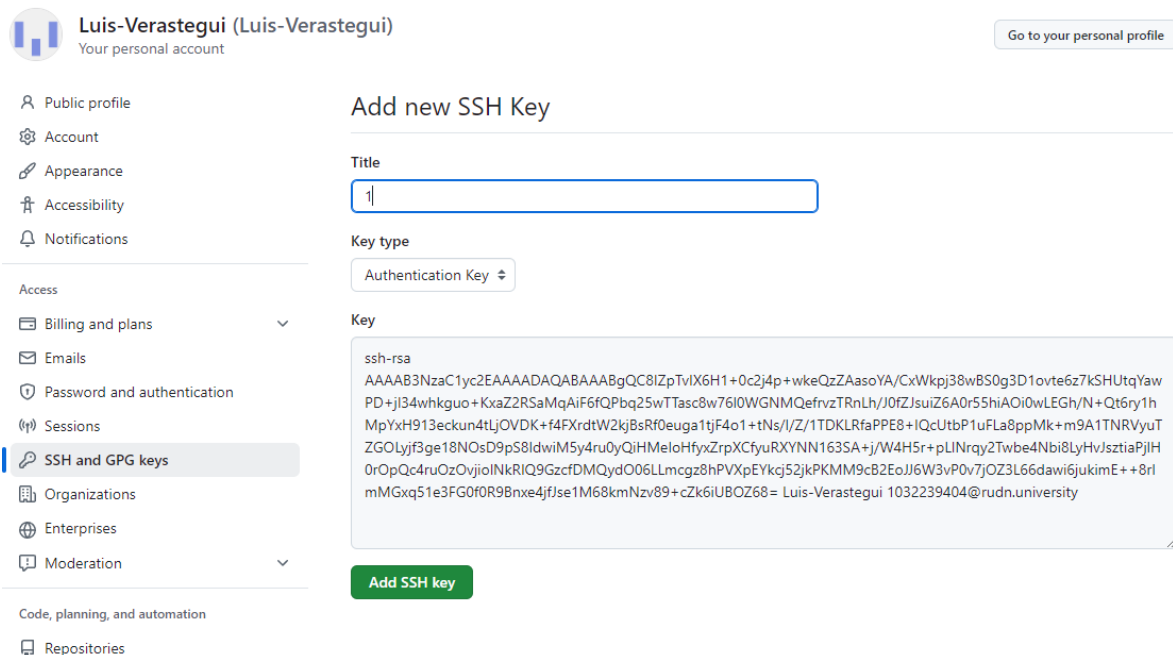 Luis-Verastegui (Luis-Verastegui)
Your personal account
Go to your personal profile
Public profile
Account
Appearance
Accessibility
Notifications
Access
Billing and plans
Emails
Password and authentication
Sessions
SSH and GPG keys
Organizations
Enterprises
Moderation
Code, planning, and automation
Repositories
Add new SSH Key
Title
1
Key type
Authentication Key
Key
ssh-rsa
AAAAB3NzaC1yc2EAAAADAQABAAABgQC8IZpTvIX6H1+0c2j4p+wkeQzZAasoYA/CxWkpj38wBS0g3D1ovte6z7kSHUtqYaw
PD+jI34whkguo+KxaZ2RSaMqAiF6fQPbq25wTTasc8w76I0WGNMQefrvzTRnLh/J0fZJsuiZ6A0r55hiAOi0wLEGh/N+Qt6ry1h
MpYxH913eckun4tLjOVDK+f4FXrdtW2kjBsRf0euga1tjF4o1+tNs/I/Z/1TDKLRfaPPE8+IQcUtbP1uFLa8ppMk+m9A1TNRVyuT
ZGOLyjf3ge18NOsD9pS8IdwiM5y4ru0yQiHMeIoHfyxZrpXCfyuRXYNN163SA+j/W4H5r+pLINrqy2Twbe4Nbi8LyHvJsztiaPjIH
0rOpQc4ruOzOvjioINkRIQ9GzcfDMQydO06LLmcgz8hPVXpEYkcj52jkPKMM9cB2EoJJ6W3vP0v7jOZ3L66dawi6jukimE++8rI
mMGxq51e3FG0f0R9Bnxe4jfJse1M68kmNzv89+cZk6iUBOZ68= Luis-Verastegui 1032239404@rudn.university
Add SSH key